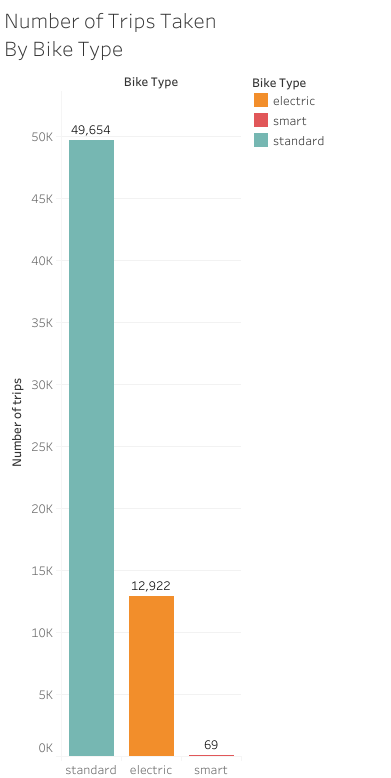 Number of Trips Taken
By Bike Type
Bike Type
Bike Type
electric
smart
standard
49,654
50K
45K
40K
35K
30K
25K
20K
15K
10K
5K
0K
Number of trips
12,922
69
standard
electric
smart